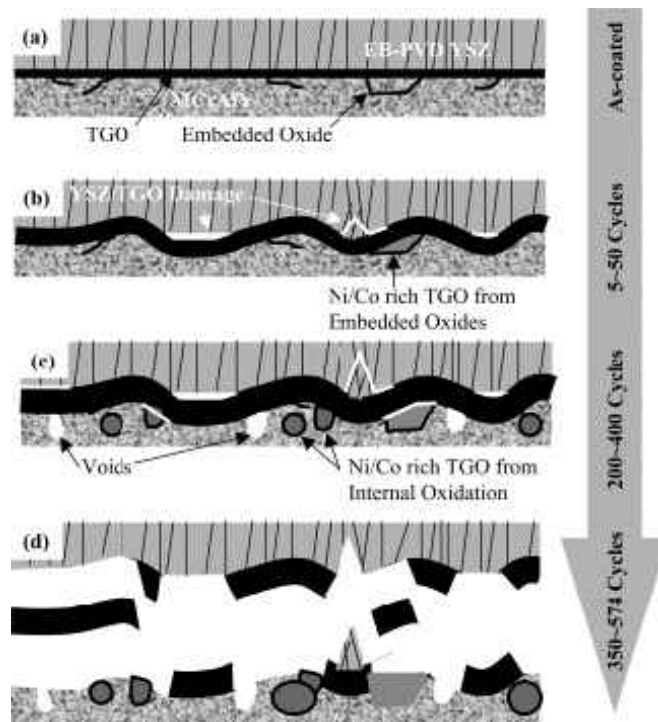 (a)
EB-PVD YSZ
MCrAlY
TGO
Embedded Oxide
As-coated
(b)
YSZ/TGO Damage
Ni/Co rich TGO from
Embedded Oxides
5~50 Cycles
(c)
Voids
Ni/Co rich TGO from
Internal Oxidation
200~400 Cycles
(d)
350~574 Cycles